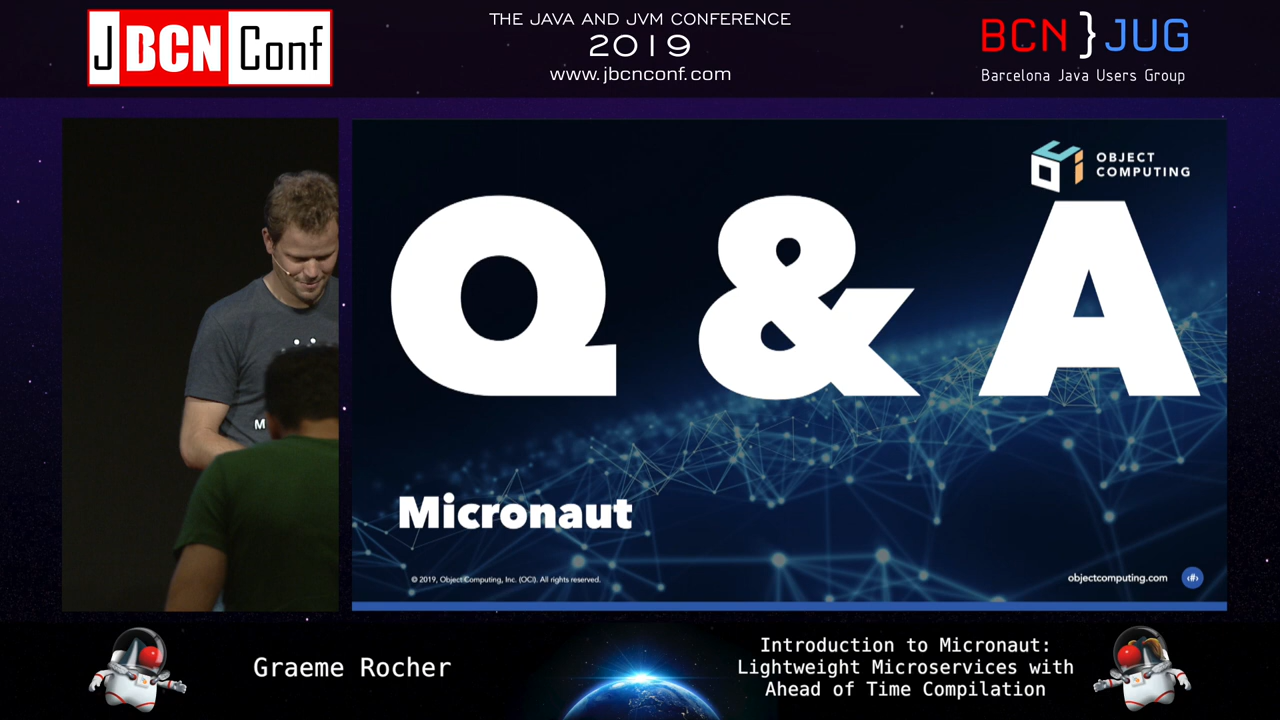 JBCNConf
THE JAVA AND JVM CONFERENCE
2019
www.jbcnconf.com
BCN}JUG
Barcelona Java Users Group
OBJECT
COMPUTING
Q & A
M
Micronaut
© 2019, Object Computing, Inc. (OCI). All rights reserved.
objectcomputing.com
Graeme Rocher
Introduction to Micronaut:
Lightweight Microservices with
Ahead of Time Compilation